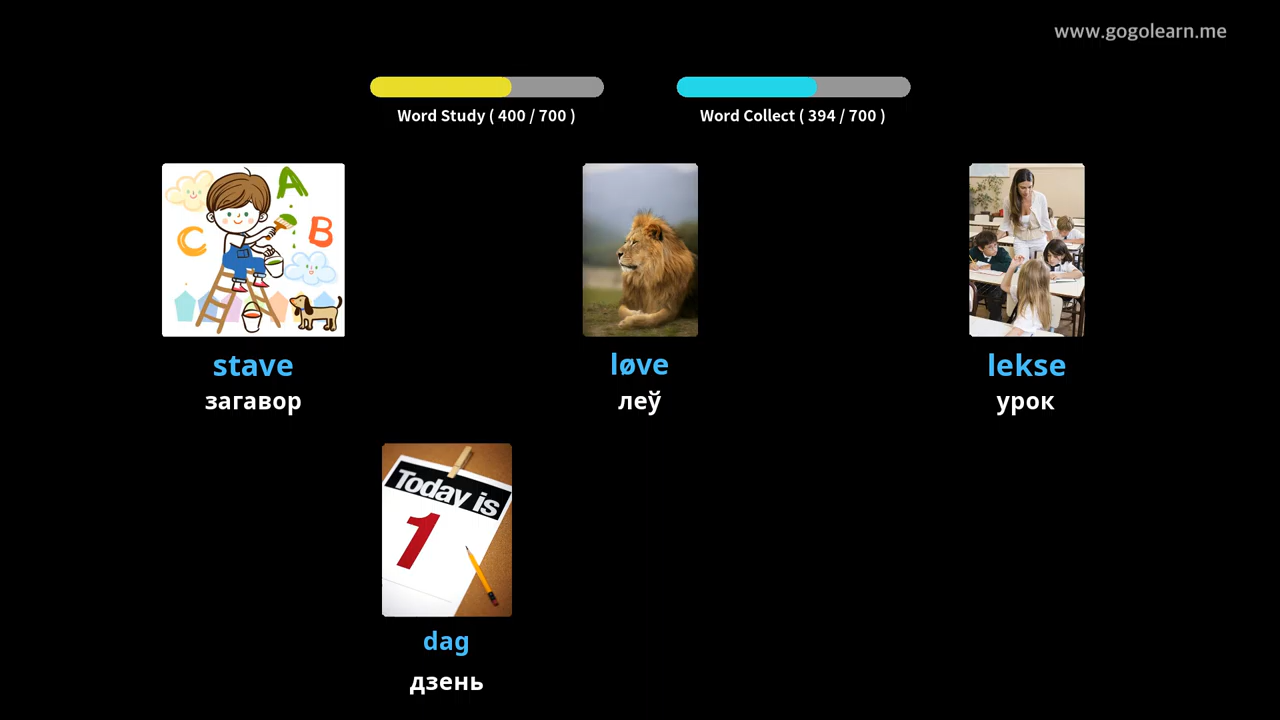 www.gogolearn.me
Word Study ( 400 / 700 )
Word Collect ( 394 / 700 )
A
B
C
stave
загавор
løve
леў
lekse
урок
Today is
1
dag
дзень